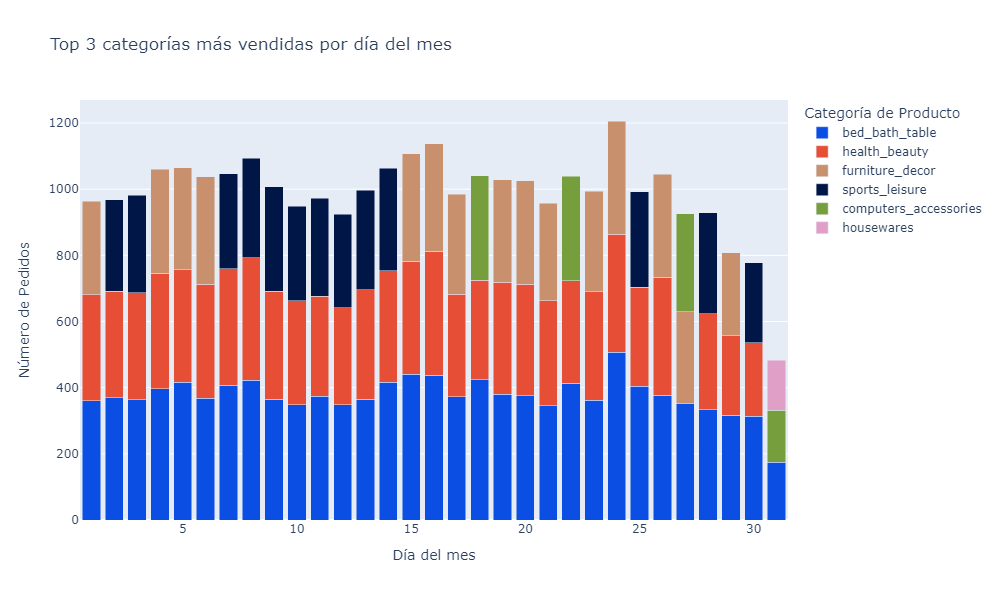 Top 3 categorías más vendidas por día del mes
Categoría de Producto
bed_bath_table
health_beauty
furniture_decor
sports_leisure
computers_accessories
housewares
Número de Pedidos
1200
1000
800
600
400
200
0
5 10 15 20 25 30
Día del mes